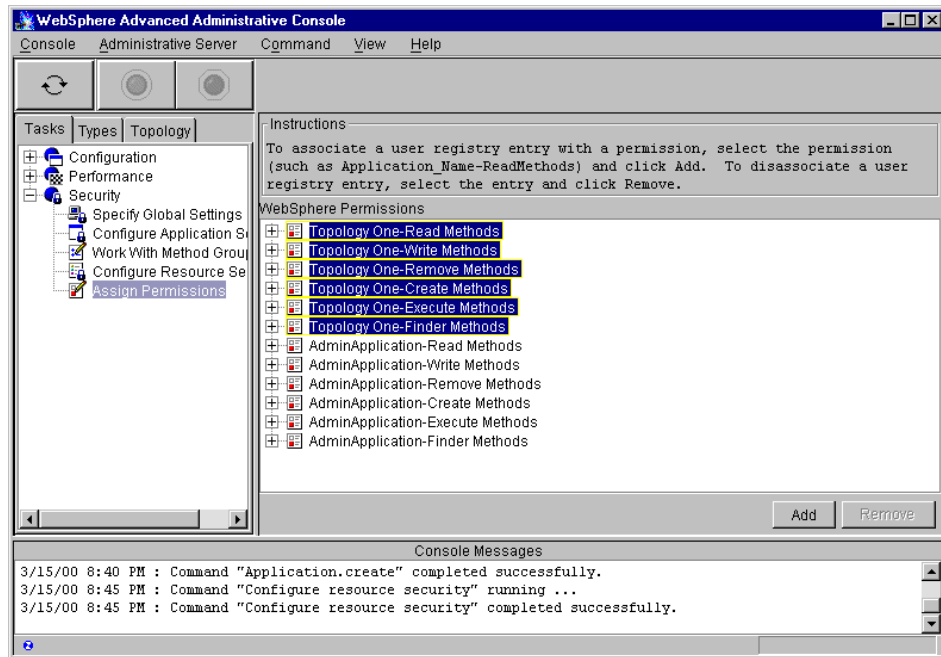 WebSphere Advanced Administrative Console
Console Administrative Server Command View Help
Tasks Types Topology
Configuration
Performance
Security
Specify Global Settings
Configure Application Se
Work With Method Group
Configure Resource Se
Assign Permissions
Instructions
To associate a user registry entry with a permission, select the permission
(such as Application_Name-ReadMethods) and click Add. To disassociate a user
registry entry, select the entry and click Remove.
WebSphere Permissions
Topology One-Read Methods
Topology One-Write Methods
Topology One-Remove Methods
Topology One-Create Methods
Topology One-Execute Methods
Topology One-Finder Methods
AdminApplication-Read Methods
AdminApplication-Write Methods
AdminApplication-Remove Methods
AdminApplication-Create Methods
AdminApplication-Execute Methods
AdminApplication-Finder Methods
Add Remove
Console Messages
3/15/00 8:40 PM : Command "Application.create" completed successfully.
3/15/00 8:45 PM : Command "Configure resource security" running ...
3/15/00 8:45 PM : Command "Configure resource security" completed successfully.